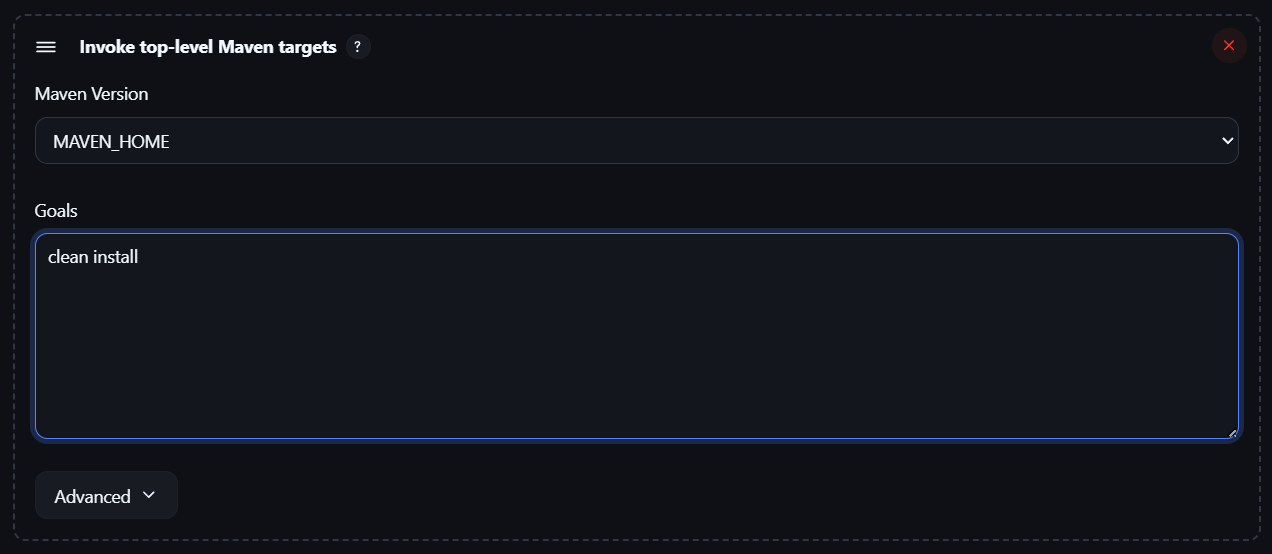 Invoke top-level Maven targets ?
Maven Version
MAVEN_HOME
Goals
clean install
Advanced